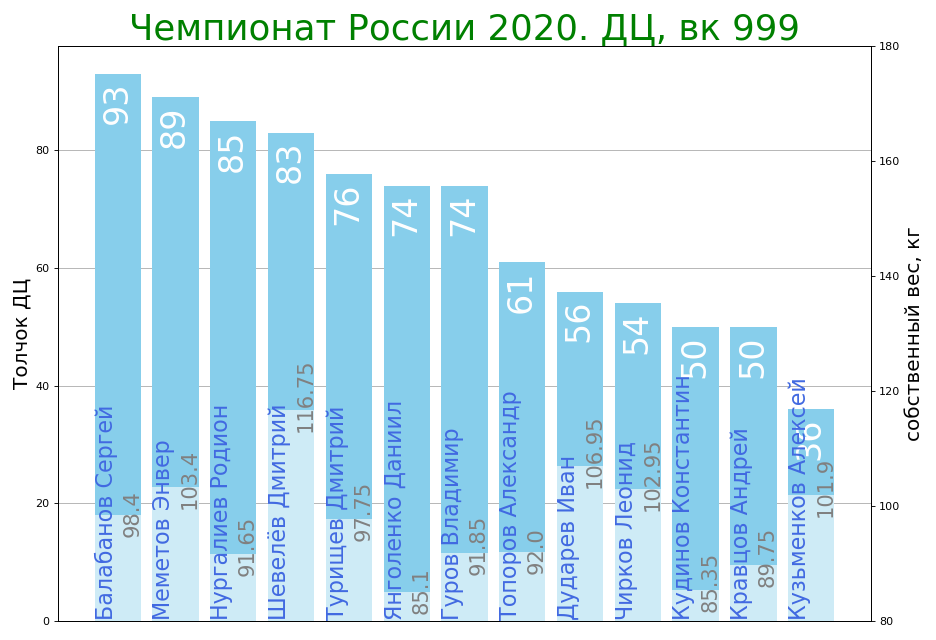 Чемпионат России 2020. ДЦ, вк 999
Толчок ДЦ
80
60
40
20
0
180
160
140
120
100
80
собственный вес, кг
93
89
85
83
76
74
74
61
56
54
50
50
36
Балабанов Сергей
98.4
Меметов Энвер
103.4
Нургалиев Родион
91.65
Шевелёв Дмитрий
116.75
Турищев Дмитрий
97.75
Янголенко Даниил
85.1
Гуров Владимир
91.85
Топоров Александр
92.0
Дударев Иван
106.95
Чирков Леонид
102.95
Кудинов Константин
85.35
Кравцов Андрей
89.75
Кузьменков Алексей
101.9